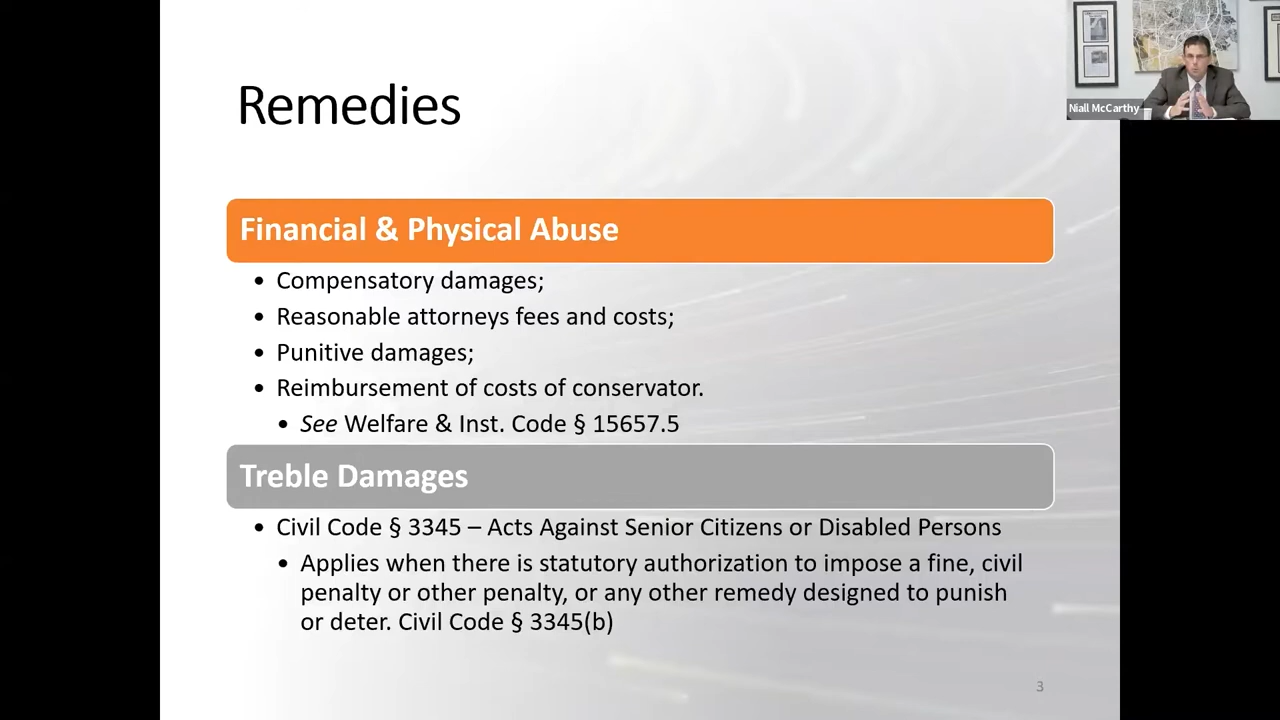 Remedies
Niall McCarthy
Financial & Physical Abuse
• Compensatory damages;
• Reasonable attorneys fees and costs;
• Punitive damages;
• Reimbursement of costs of conservator.
• See Welfare & Inst. Code § 15657.5
Treble Damages
• Civil Code § 3345 – Acts Against Senior Citizens or Disabled Persons
• Applies when there is statutory authorization to impose a fine, civil
penalty or other penalty, or any other remedy designed to punish
or deter. Civil Code § 3345(b)
3